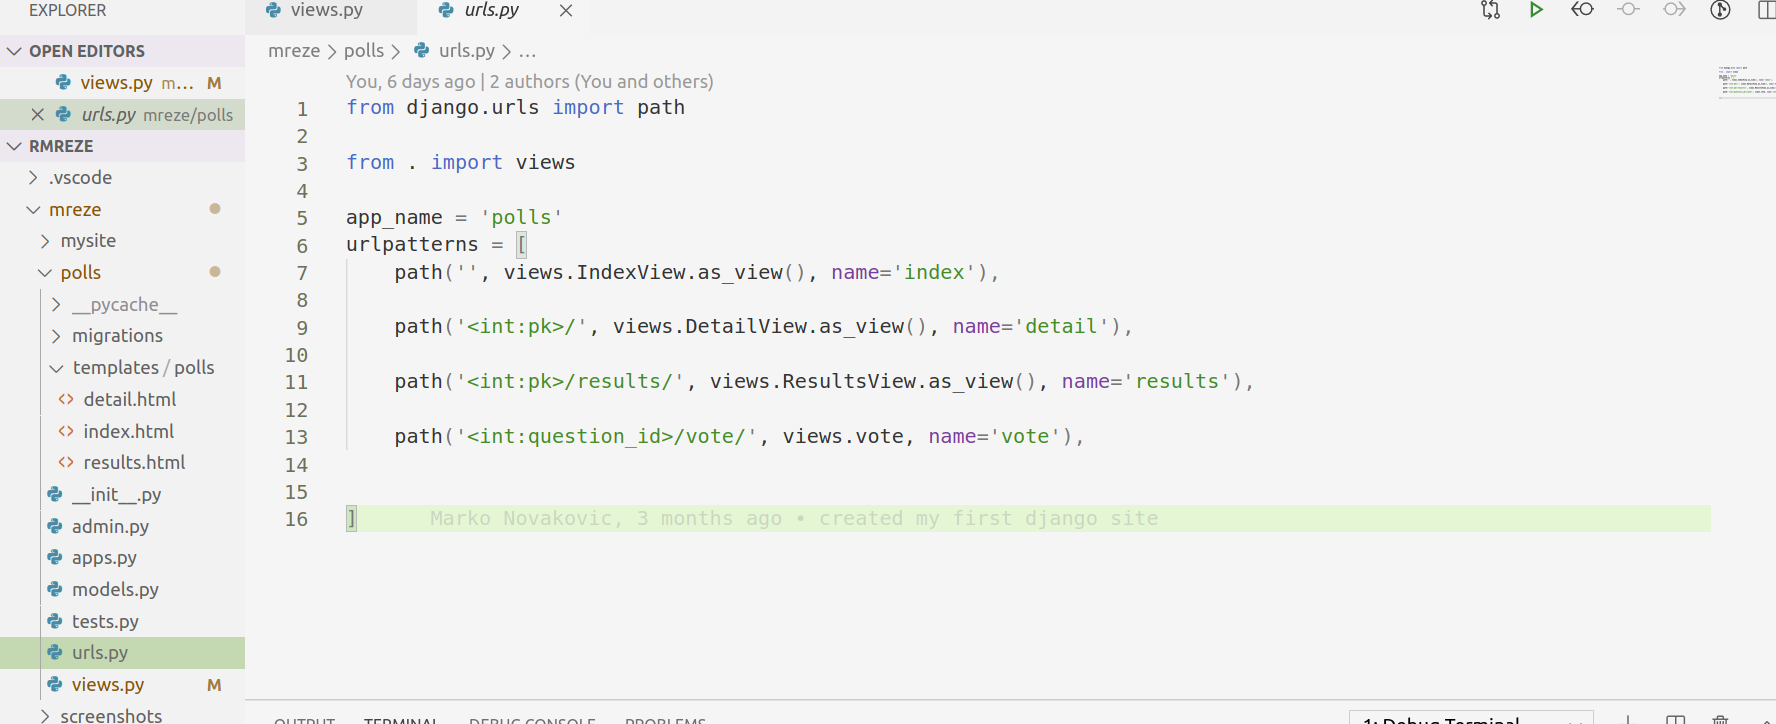 EXPLORER
OPEN EDITORS
views.py m... M
urls.py mreze/polls
RMREZE
.vscode
mreze
mysite
polls
__pycache__
migrations
templates / polls
detail.html
index.html
results.html
__init__.py
admin.py
apps.py
models.py
tests.py
urls.py
views.py M
screenshots
views.py urls.py
mreze > polls > urls.py > ...
You, 6 days ago | 2 authors (You and others)
1 from django.urls import path
2
3 from . import views
4
5 app_name = 'polls'
6 urlpatterns = [
7     path('', views.IndexView.as_view(), name='index'),
8
9     path('<int:pk>/', views.DetailView.as_view(), name='detail'),
10
11     path('<int:pk>/results/', views.ResultsView.as_view(), name='results'),
12
13     path('<int:question_id>/vote/', views.vote, name='vote'),
14
15
16 ] Marko Novakovic, 3 months ago • created my first django site
OUTPUT TERMINAL DEBUG CONSOLE PROBLEMS 1: Debug Terminal